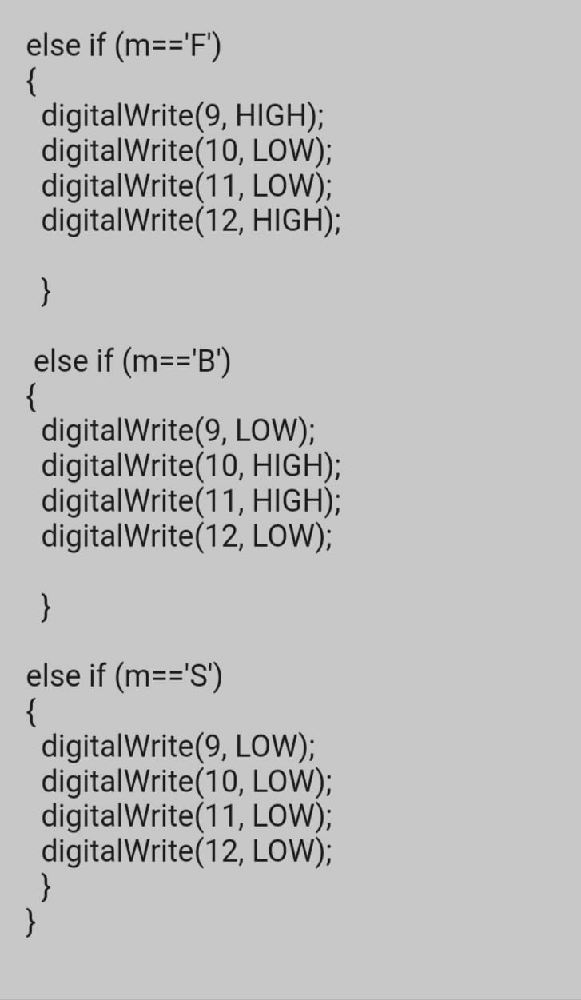 else if (m=='F')
{
digitalWrite(9, HIGH);
digitalWrite(10, LOW);
digitalWrite(11, LOW);
digitalWrite(12, HIGH);
}
else if (m=='B')
{
digitalWrite(9, LOW);
digitalWrite(10, HIGH);
digitalWrite(11, HIGH);
digitalWrite(12, LOW);
}
else if (m=='S')
{
digitalWrite(9, LOW);
digitalWrite(10, LOW);
digitalWrite(11, LOW);
digitalWrite(12, LOW);
}
}